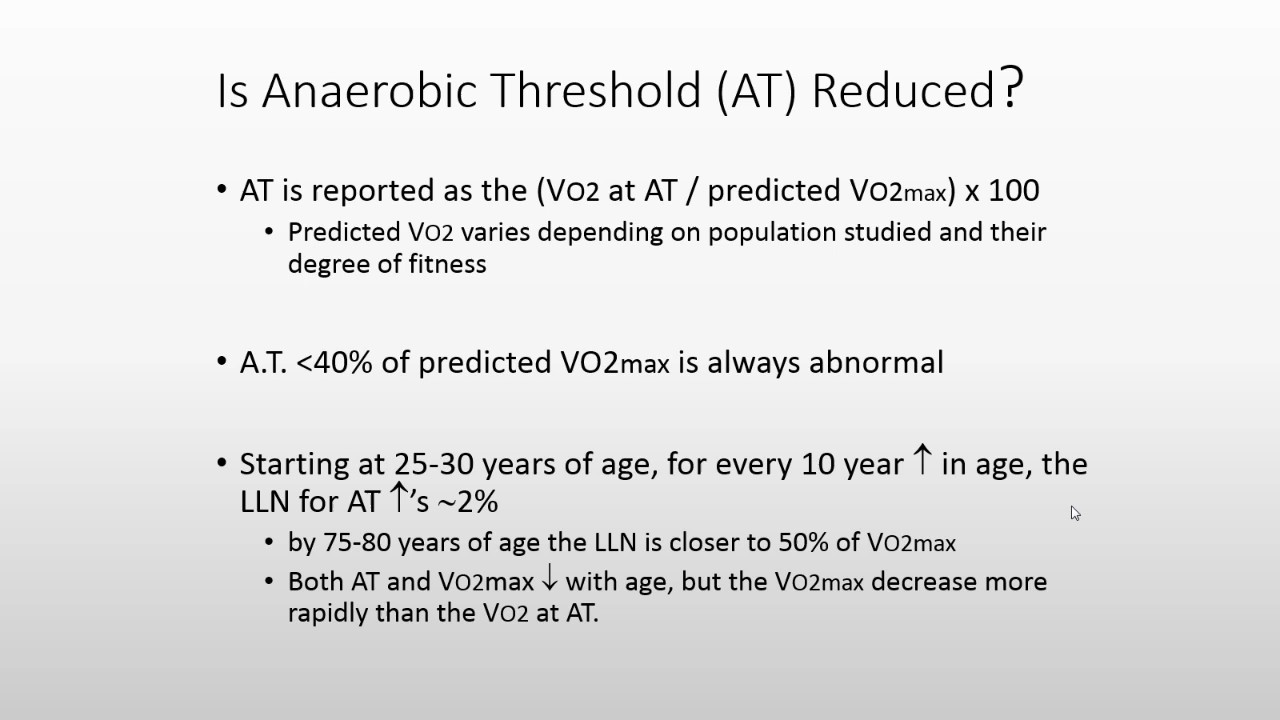 Is Anaerobic Threshold (AT) Reduced?
• AT is reported as the (VO2 at AT / predicted VO2max) x 100
• Predicted VO2 varies depending on population studied and their
degree of fitness
• A.T. <40% of predicted VO2max is always abnormal
• Starting at 25-30 years of age, for every 10 year ↑ in age, the
LLN for AT ↑'s ~2%
• by 75-80 years of age the LLN is closer to 50% of VO2max
• Both AT and VO2max ↓ with age, but the VO2max decrease more
rapidly than the VO2 at AT.